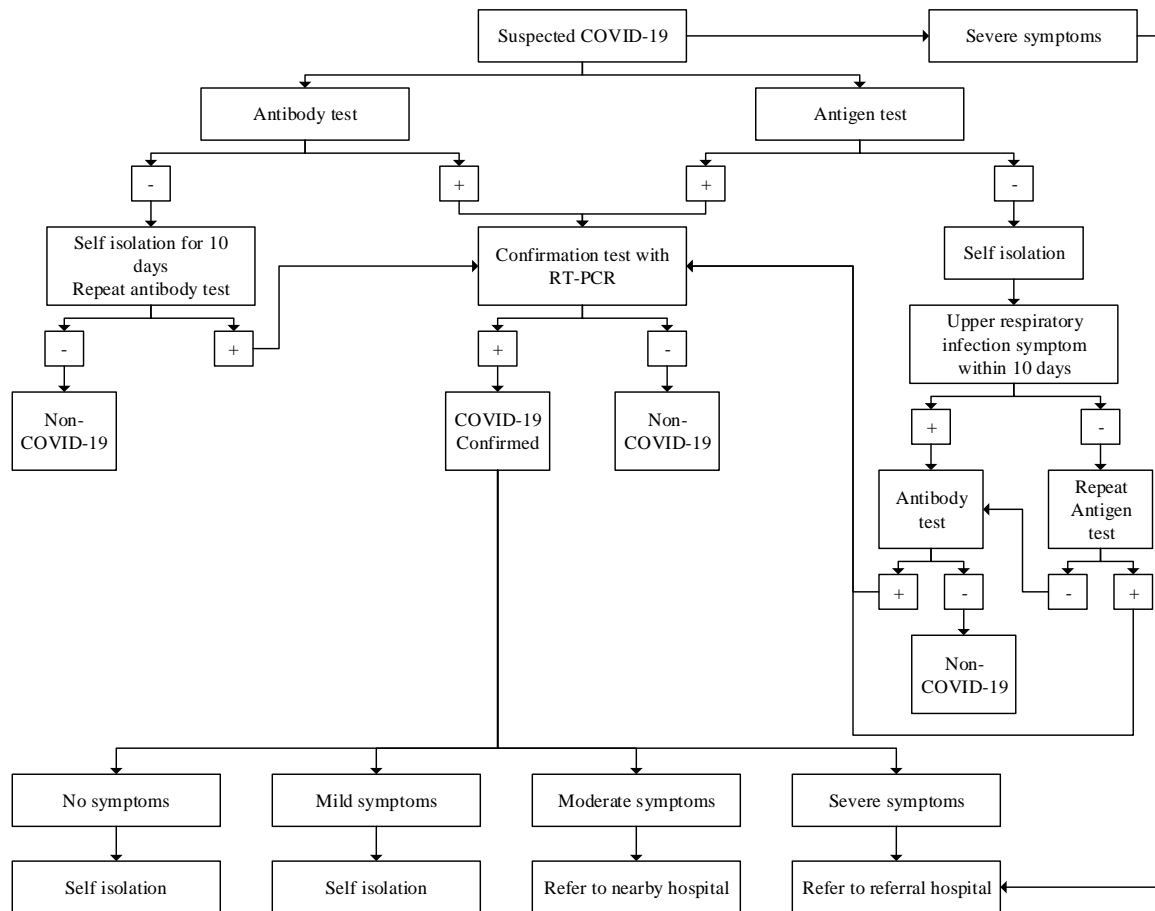 Suspected COVID-19
Severe symptoms
Antibody test
Antigen test
-
+
+
-
Self isolation for 10
days
Repeat antibody test
Confirmation test with
RT-PCR
Self isolation
-
+
+
-
Upper respiratory
infection symptom
within 10 days
Non-
COVID-19
COVID-19
Confirmed
Non-
COVID-19
+
-
Antibody
test
Repeat
Antigen
test
+
-
-
+
Non-
COVID-19
No symptoms
Mild symptoms
Moderate symptoms
Severe symptoms
Self isolation
Self isolation
Refer to nearby hospital
Refer to referral hospital